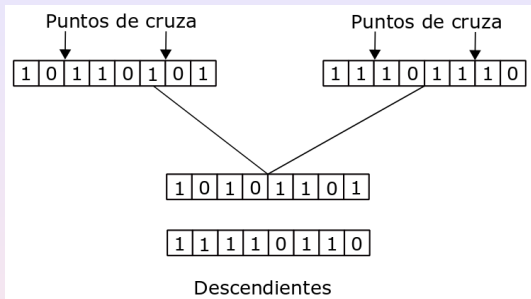 Puntos de cruza Puntos de cruza
1 0 1 1 0 1 0 1 1 1 1 0 1 1 1 0
1 0 1 0 1 1 0 1
1 1 1 1 0 1 1 0
Descendientes